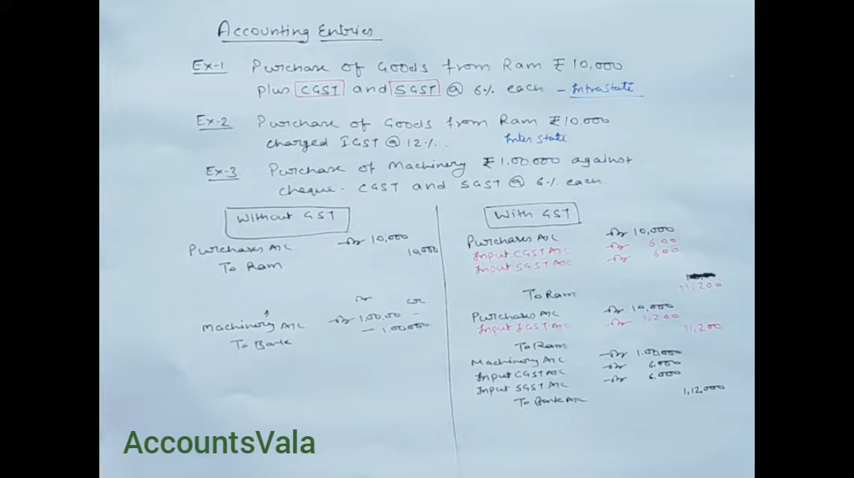 Accounting Entries
Ex-1 Purchase of Goods from Ram ₹10,000
plus CGST and SGST @ 6% each - Intrastate
Ex-2 Purchase of Goods from Ram ₹10,000
charged IGST @ 12%. Inter state
Ex-3 Purchase of Machinery ₹1,00,000 against
cheque. CGST and SGST @ 6% each
Without GST
Purchases A/C Dr 10,000
To Ram 10,000
Dr Cr
Machinery A/C Dr 1,00,00 -
To Bank - 1,00,000
With GST
Purchases A/C Dr 10,000
Input CGST A/C Dr 600
Input SGST A/C Dr 600
To Ram 11,200
Purchases A/C Dr 10,000
Input IGST A/C Dr 1,200
To Ram 11,200
Machinery A/C Dr 1,00,000
Input CGST A/C Dr 6,000
Input SGST A/C Dr 6,000
To Bank A/C 1,12,000
AccountsVala